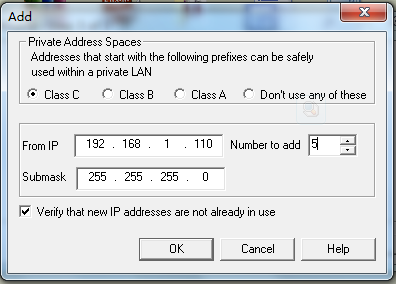 Add
Private Address Spaces
Addresses that start with the following prefixes can be safely
used within a private LAN
Class C Class B Class A Don't use any of these
From IP 192 . 168 . 1 . 110 Number to add 5
Submask 255 . 255 . 255 . 0
Verify that new IP addresses are not already in use
OK Cancel Help